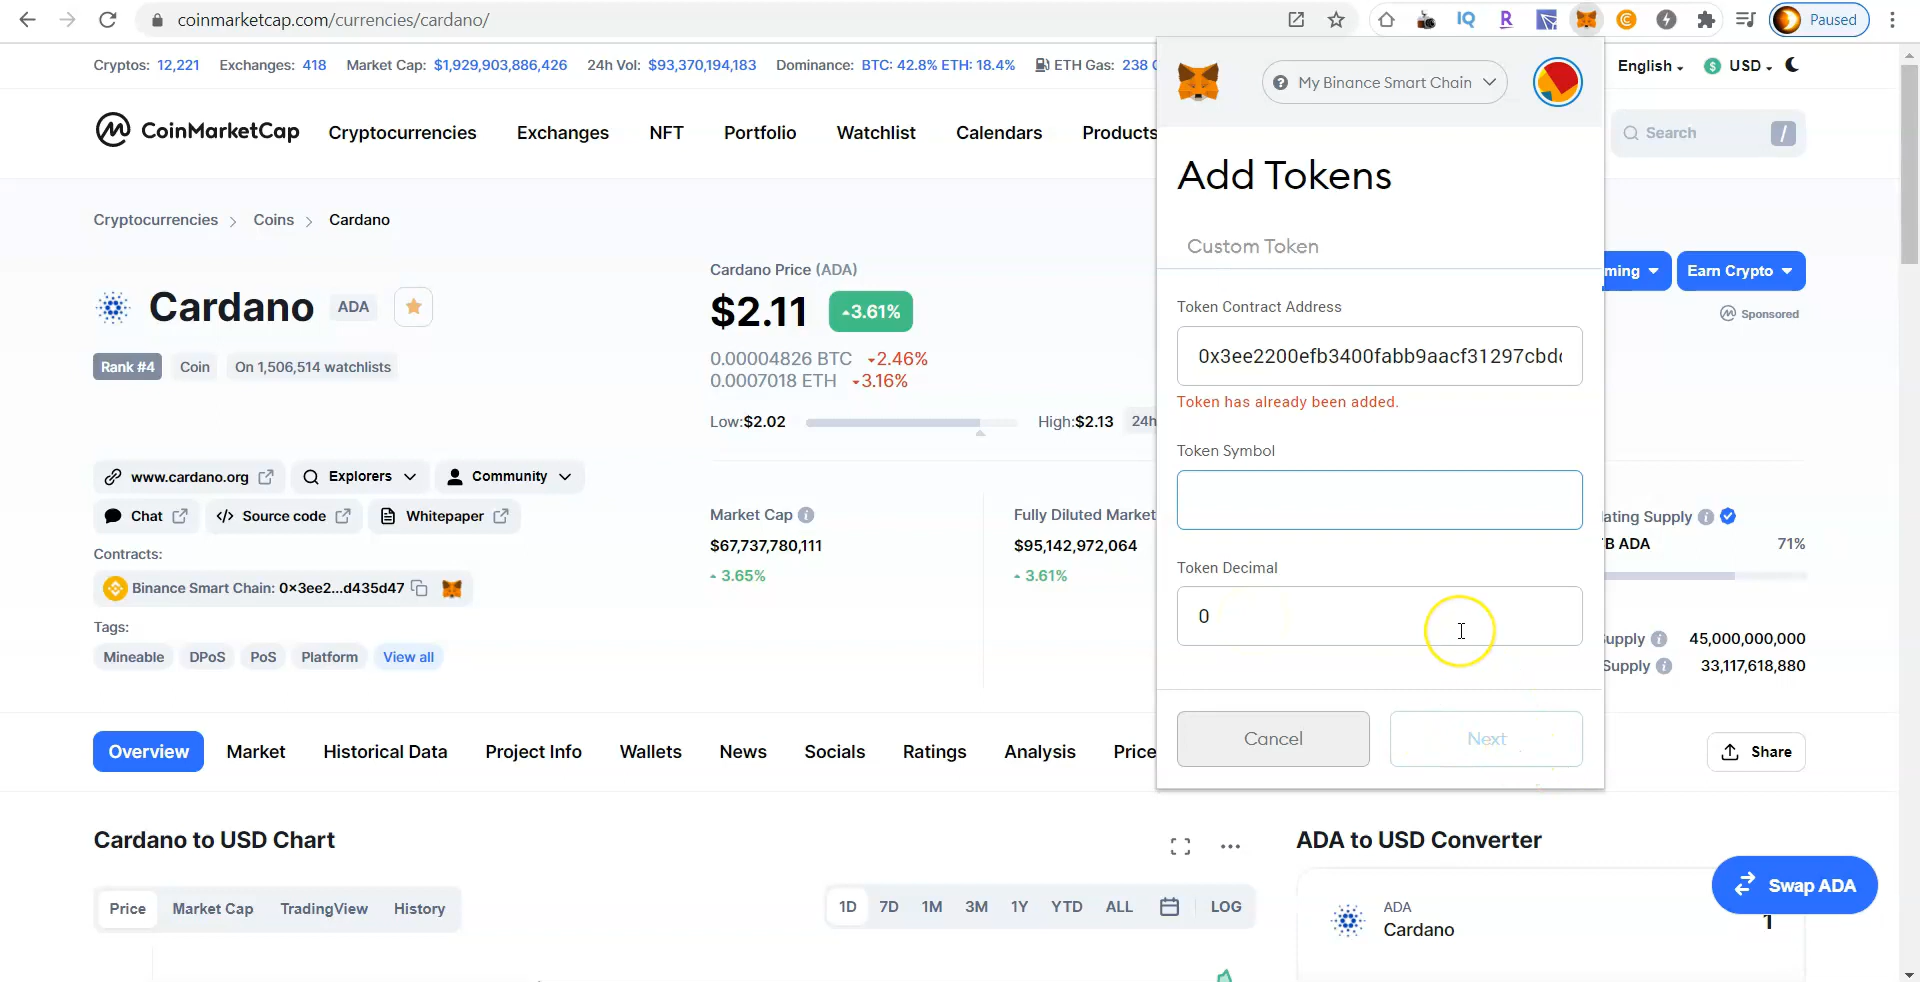 coinmarketcap.com/currencies/cardano/
IQ
R
Paused
Cryptos: 12,221 Exchanges: 418 Market Cap: $1,929,903,886,426 24h Vol: $93,370,194,183 Dominance: BTC: 42.8% ETH: 18.4% ETH Gas: 238
English
USD
My Binance Smart Chain
CoinMarketCap
Cryptocurrencies Exchanges NFT Portfolio Watchlist Calendars Products
Search /
Add Tokens
Custom Token
Cryptocurrencies > Coins > Cardano
Cardano ADA
Rank #4 Coin On 1,506,514 watchlists
www.cardano.org Explorers Community
Chat Source code Whitepaper
Contracts:
Binance Smart Chain: 0×3ee2...d435d47
Tags:
Mineable DPoS PoS Platform View all
Cardano Price (ADA)
$2.11 3.61%
0.00004826 BTC 2.46%
0.0007018 ETH 3.16%
Low:$2.02 High:$2.13 24h
Market Cap
$67,737,780,111
3.65%
Fully Diluted Market
$95,142,972,064
3.61%
Token Contract Address
0x3ee2200efb3400fabb9aacf31297cbdc
Token has already been added.
Token Symbol
Token Decimal
0
Cancel Next
ming Earn Crypto
Sponsored
ating Supply
B ADA 71%
upply 45,000,000,000
Supply 33,117,618,880
Overview Market Historical Data Project Info Wallets News Socials Ratings Analysis Price
Share
Cardano to USD Chart
Price Market Cap TradingView History
1D 7D 1M 3M 1Y YTD ALL LOG
ADA to USD Converter
ADA
Cardano
1
Swap ADA